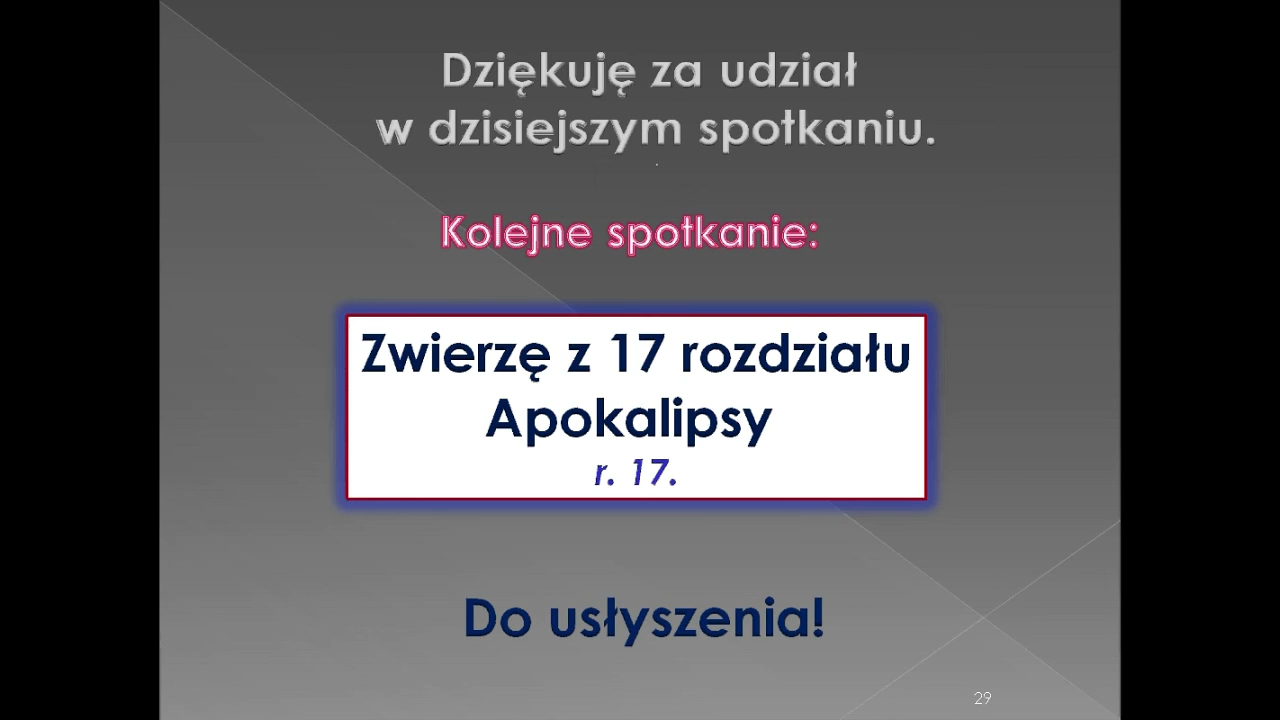 Dziękuję za udział
w dzisiejszym spotkaniu.
Kolejne spotkanie:
Zwierzę z 17 rozdziału
Apokalipsy
r. 17.
Do usłyszenia!
29